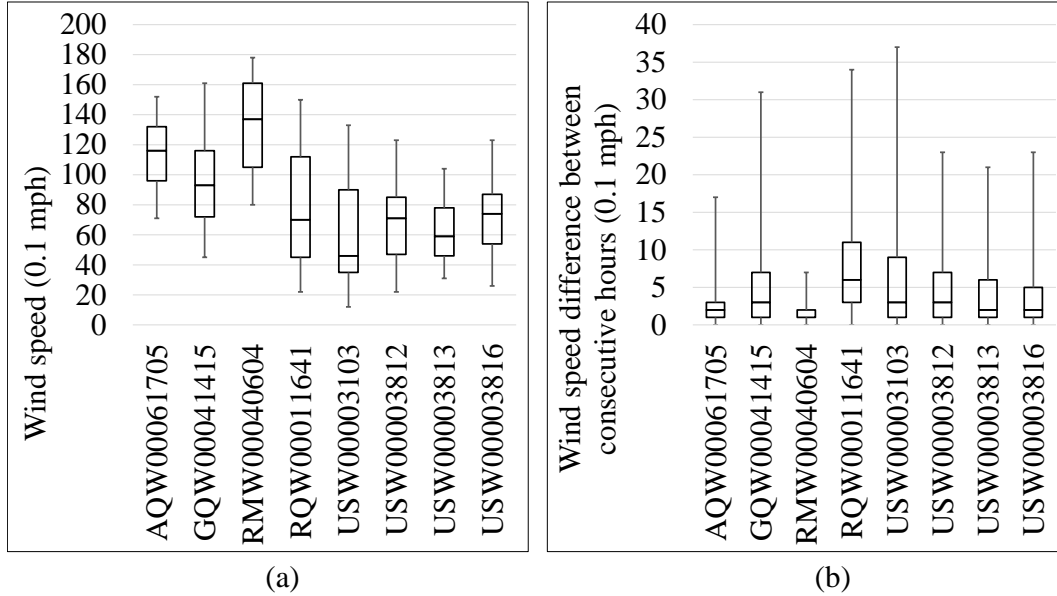 Wind speed (0.1 mph)
200
180
160
140
120
100
80
60
40
20
0
AQW00061705
GQW00041415
RMW00040604
RQW00011641
USW00003103
USW00003812
USW00003813
USW00003816
(a)
Wind speed difference between
consecutive hours (0.1 mph)
40
35
30
25
20
15
10
5
0
AQW00061705
GQW00041415
RMW00040604
RQW00011641
USW00003103
USW00003812
USW00003813
USW00003816
(b)